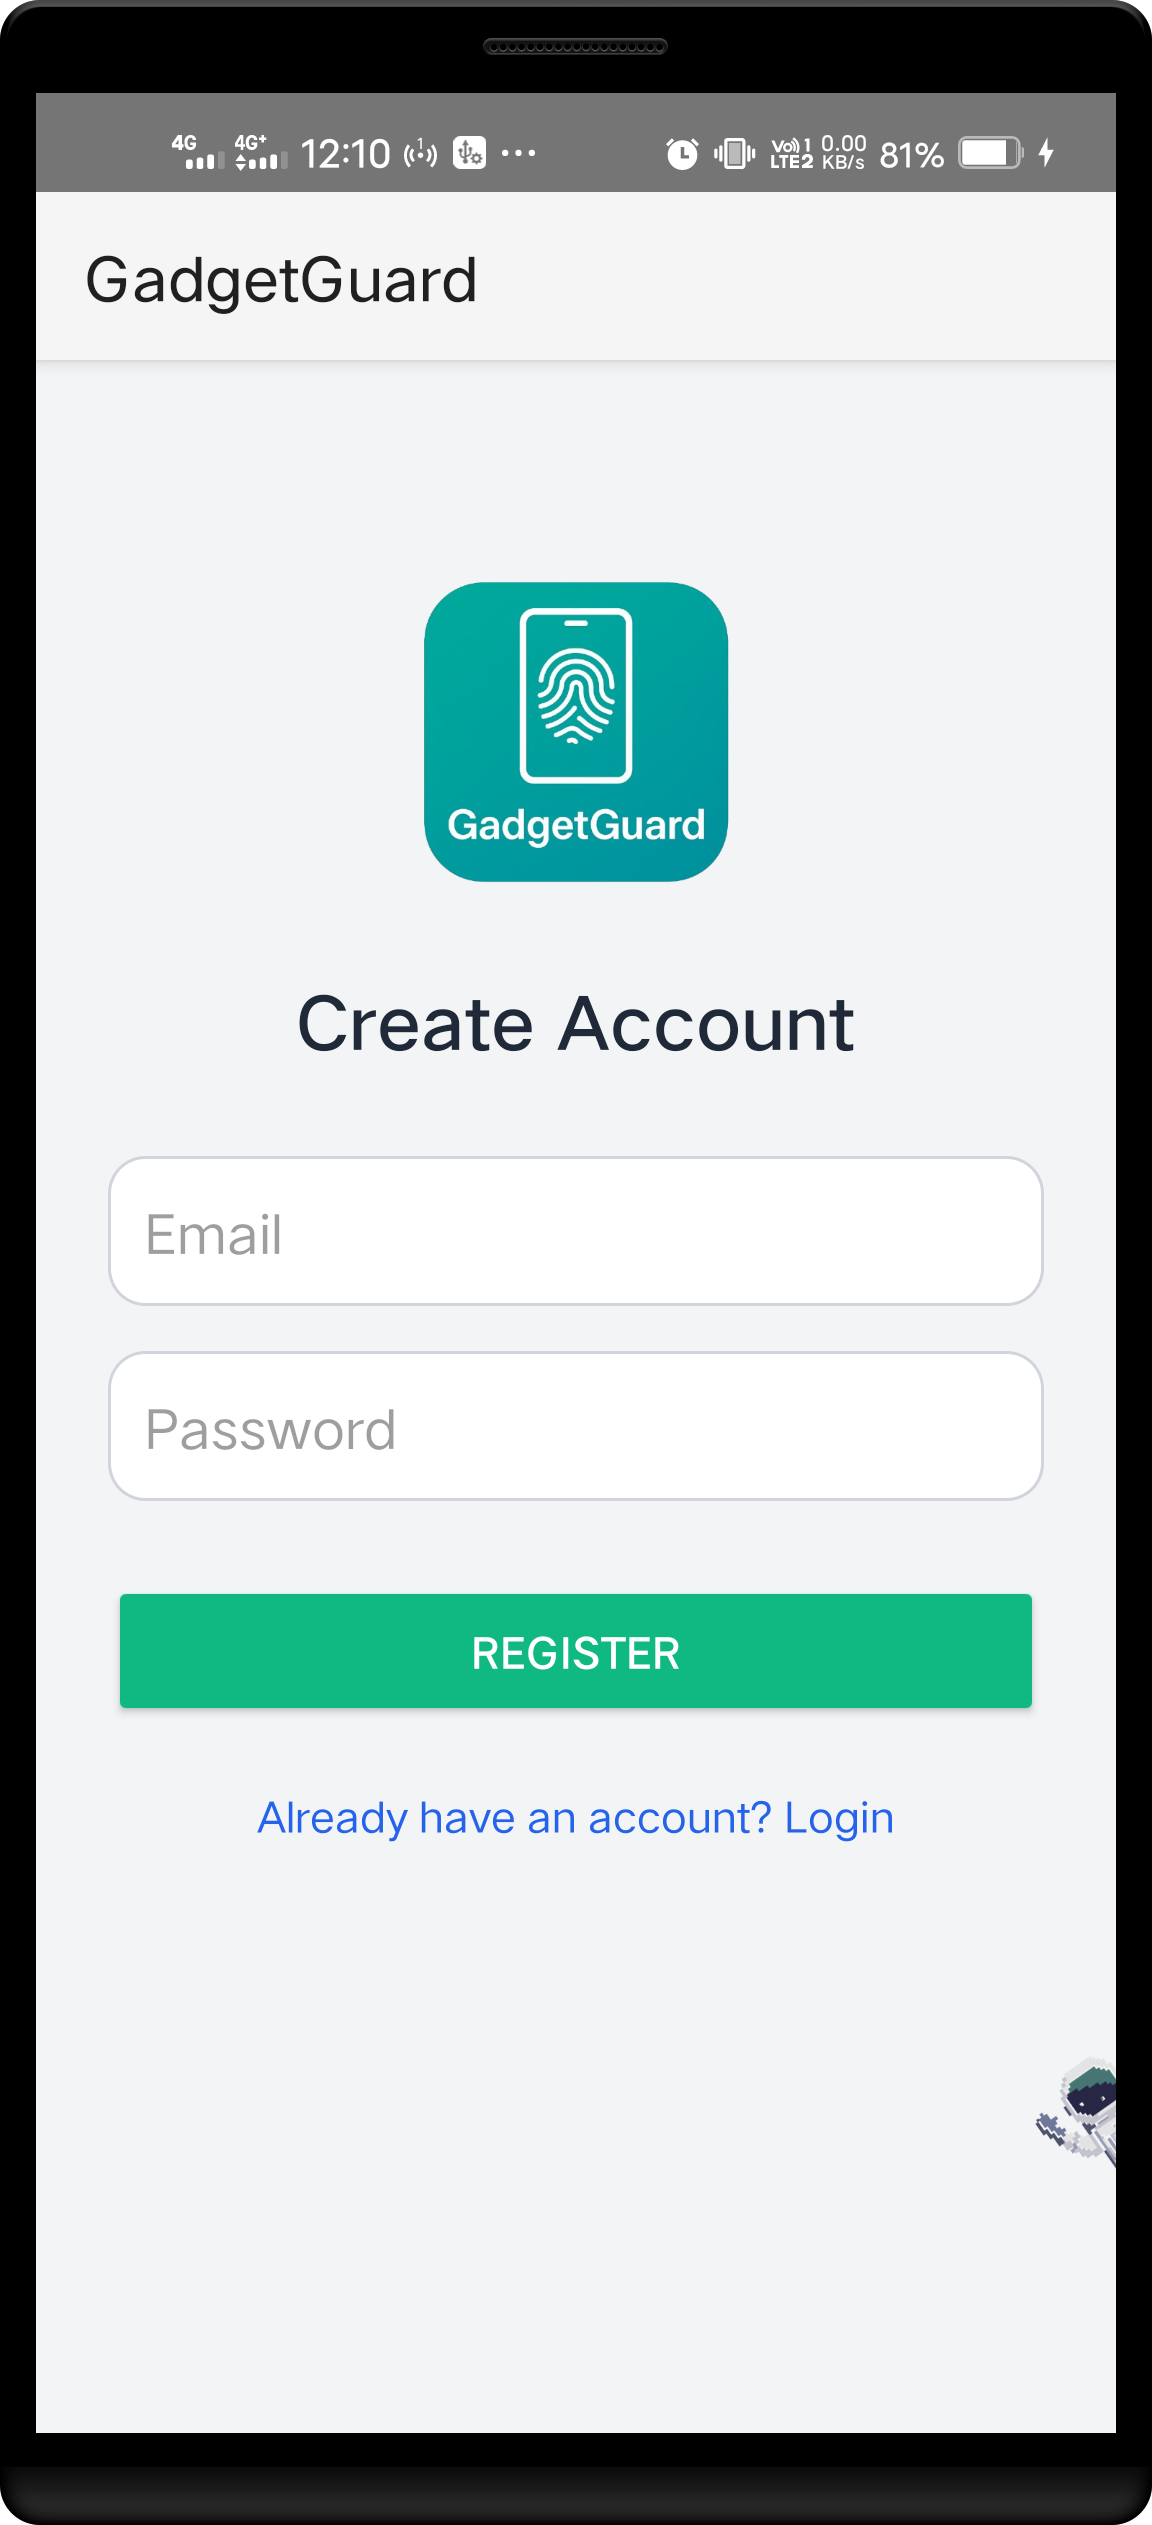 4G 4G+ 12:10 1 Vo 1 LTE2 0.00 KB/s 81%
GadgetGuard
GadgetGuard
Create Account
Email
Password
REGISTER
Already have an account? Login